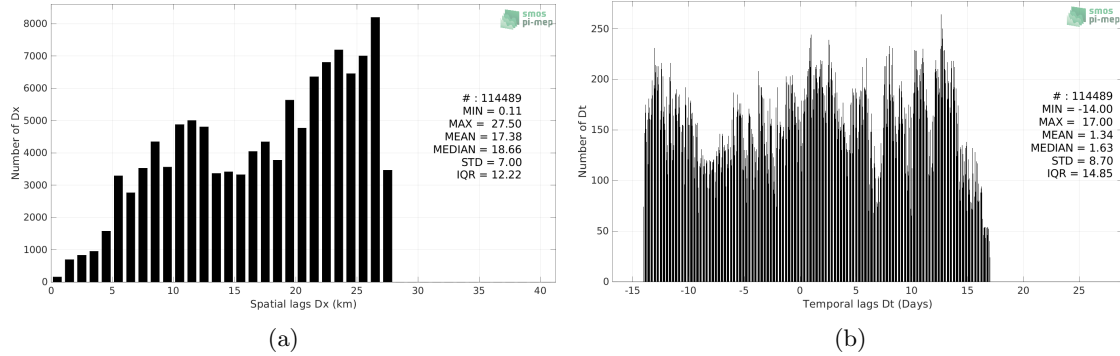 8000
7000
6000
5000
4000
3000
2000
1000
0
Number of Dx
0 5 10 15 20 25 30 35 40
Spatial lags Dx (km)
smos
pi-mep
# : 114489
MIN = 0.11
MAX = 27.50
MEAN = 17.38
MEDIAN = 18.66
STD = 7.00
IQR = 12.22
(a)
250
200
150
100
50
0
Number of Dt
-15 -10 -5 0 5 10 15 20 25
Temporal lags Dt (Days)
smos
pi-mep
# : 114489
MIN = -14.00
MAX = 17.00
MEAN = 1.34
MEDIAN = 1.63
STD = 8.70
IQR = 14.85
(b)